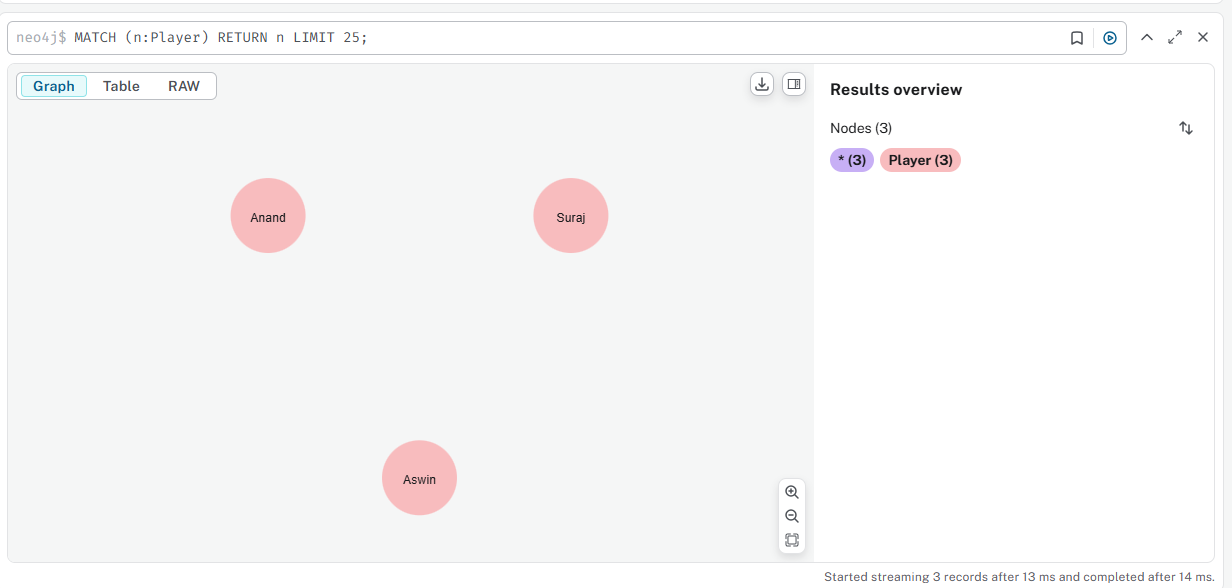 neo4j$ MATCH (n:Player) RETURN n LIMIT 25;
Graph Table RAW
Results overview
Nodes (3)
* (3) Player (3)
Anand
Suraj
Aswin
Started streaming 3 records after 13 ms and completed after 14 ms.